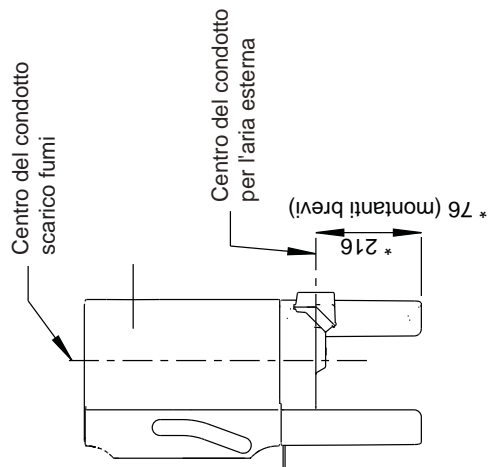 Centro del condotto
scarico fumi
Centro del condotto
per l'aria esterna
* 216
* 76 (montanti brevi)